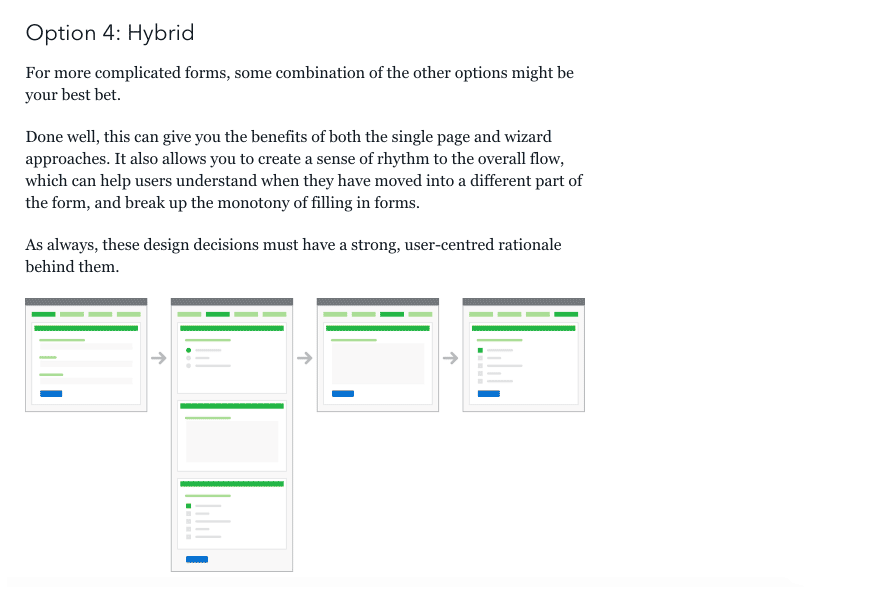 Option 4: Hybrid
For more complicated forms, some combination of the other options might be
your best bet.
Done well, this can give you the benefits of both the single page and wizard
approaches. It also allows you to create a sense of rhythm to the overall flow,
which can help users understand when they have moved into a different part of
the form, and break up the monotony of filling in forms.
As always, these design decisions must have a strong, user-centred rationale
behind them.